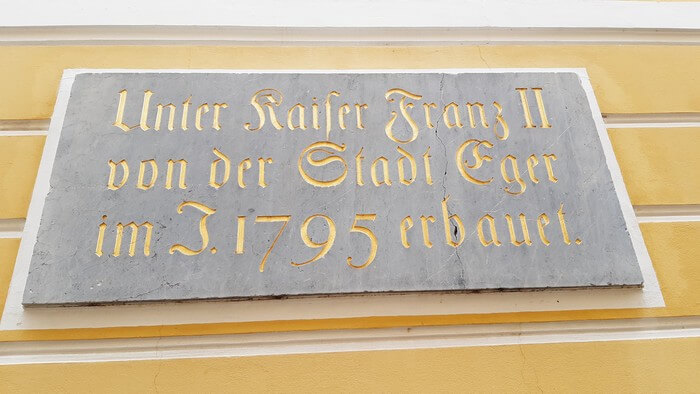 Unter Kaiſer Franz II
von der Stadt Eger
im J. 1795 erbauet.